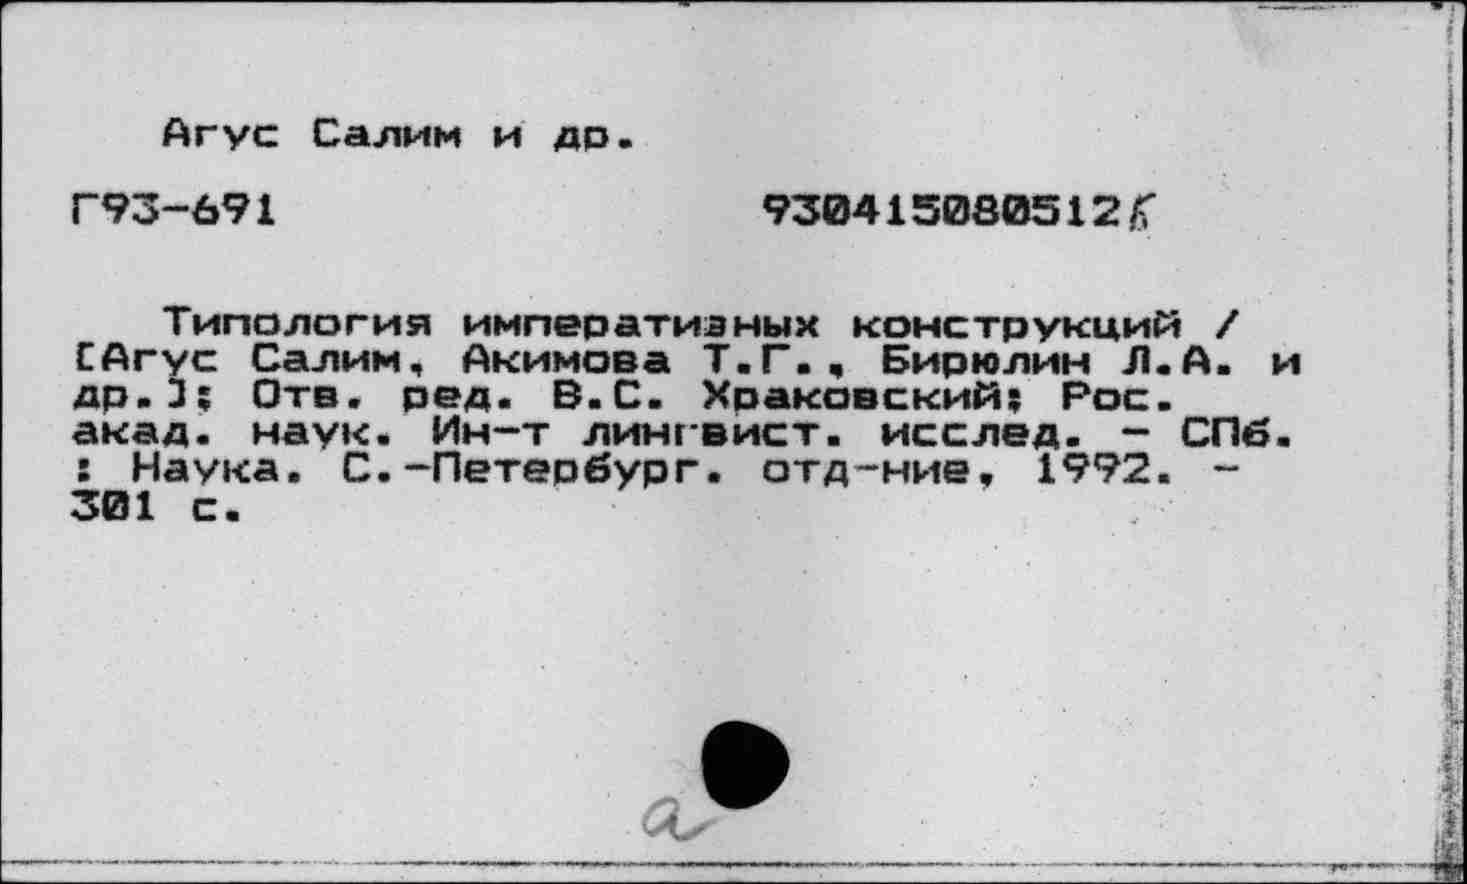 Агус Салим и др.
Г93-691 930415080512
Типология императивных конструкций /
[Агус Салим, Акимова Т.Г., Бирюлин Л.А. и
др.]; Отв. ред. В.С. Храковский; Рос.
акад. наук. Ин-т лингвист. исслед. - СПб.
: Наука. С.-Петербург. отд-ние, 1992. -
301 с.
a